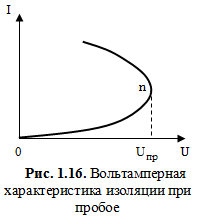 I
n
0
Uпр
U
Рис. 1.16. Вольтамперная
характеристика изоляции при
пробое